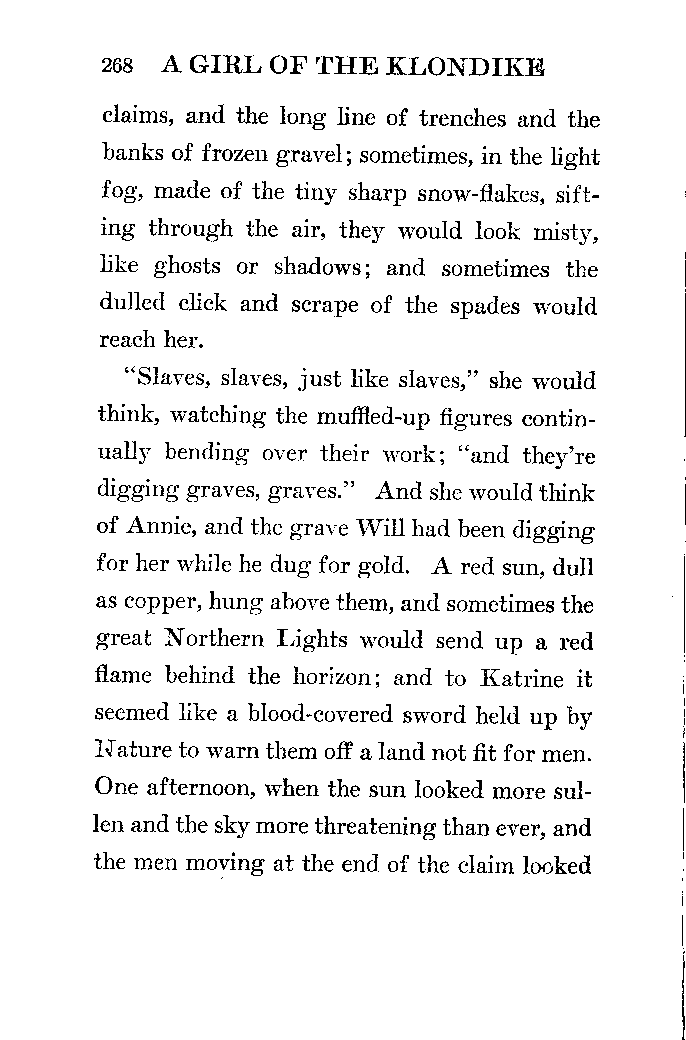 268 A GIRL OF THE KLONDIKE
claims, and the long line of trenches and the
banks of frozen gravel; sometimes, in the light
fog, made of the tiny sharp snow-flakes, sift-
ing through the air, they would look misty,
like ghosts or shadows; and sometimes the
dulled click and scrape of the spades would
reach her.
“Slaves, slaves, just like slaves,” she would
think, watching the muffled-up figures contin-
ually bending over their work; “and they’re
digging graves, graves.” And she would think
of Annie, and the grave Will had been digging
for her while he dug for gold. A red sun, dull
as copper, hung above them, and sometimes the
great Northern Lights would send up a red
flame behind the horizon; and to Katrine it
seemed like a blood-covered sword held up by
Nature to warn them off a land not fit for men.
One afternoon, when the sun looked more sul-
len and the sky more threatening than ever, and
the men moving at the end of the claim looked